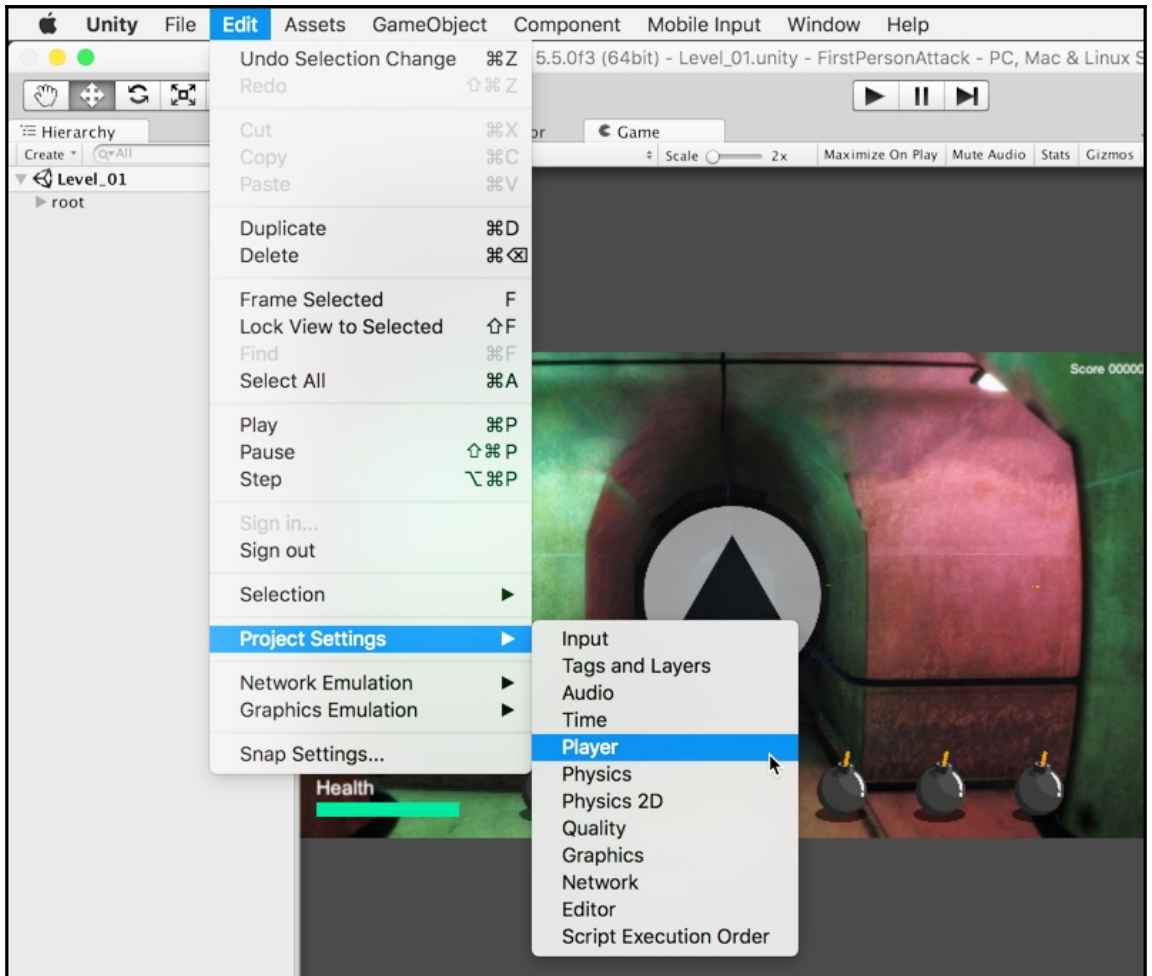 Unity File Edit Assets GameObject Component Mobile Input Window Help
5.5.0f3 (64bit) - Level_01.unity - FirstPersonAttack - PC, Mac & Linux S
Hierarchy
Game
Create All
Scale 2x Maximize On Play Mute Audio Stats Gizmos
Level_01
root
Undo Selection Change ⌘Z
Redo ⇧⌘Z
Cut ⌘X
Copy ⌘C
Paste ⌘V
Duplicate ⌘D
Delete ⌘⌫
Frame Selected F
Lock View to Selected ⇧F
Find ⌘F
Select All ⌘A
Play ⌘P
Pause ⇧⌘P
Step ⌥⌘P
Sign in...
Sign out
Selection
Project Settings
Network Emulation
Graphics Emulation
Snap Settings...
Input
Tags and Layers
Audio
Time
Player
Physics
Physics 2D
Quality
Graphics
Network
Editor
Script Execution Order
Score 00000
Health